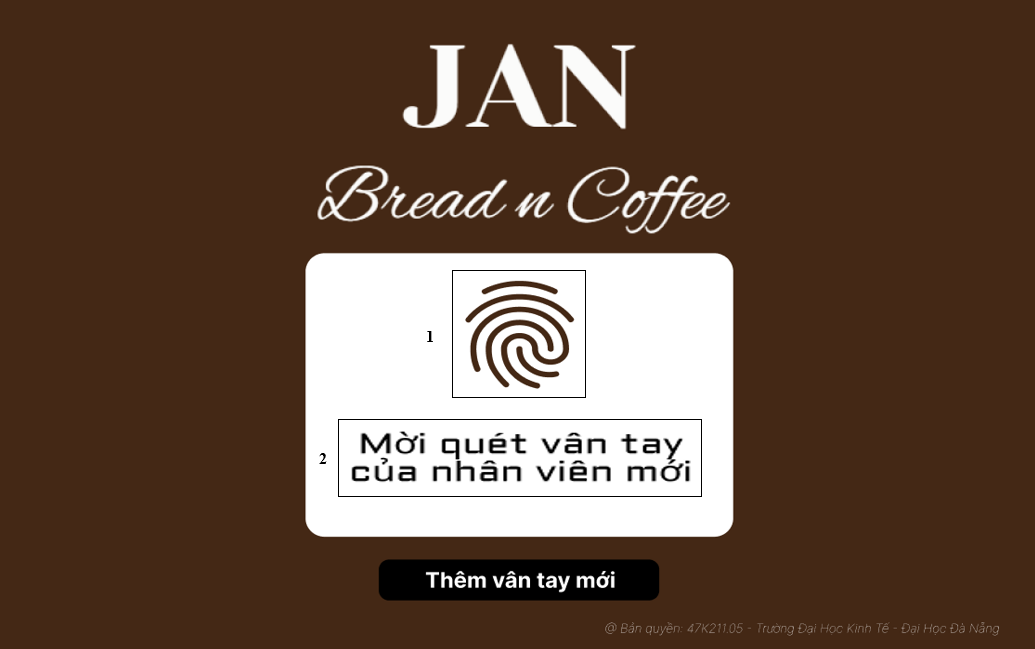 JAN
Bread n Coffee
1
2
Mời quét vân tay
của nhân viên mới
Thêm vân tay mới
@ Bản quyền: 47K211.05 - Trường Đại Học Kinh Tế - Đại Học Đà Nẵng